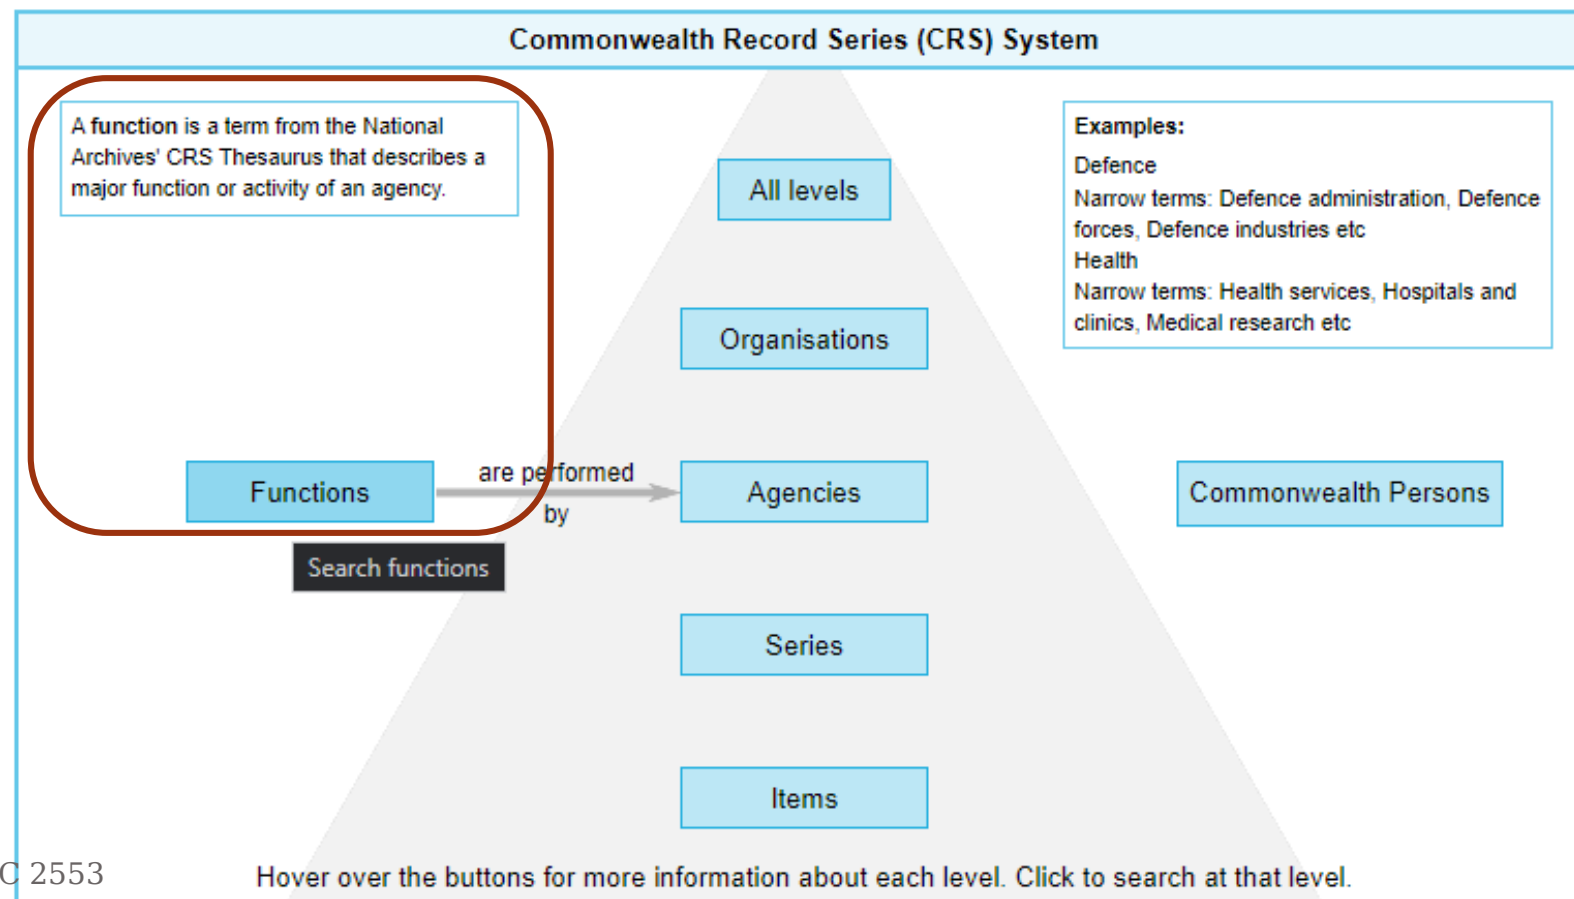 Commonwealth Record Series (CRS) System
A function is a term from the National
Archives' CRS Thesaurus that describes a
major function or activity of an agency.
Examples:
Defence
Narrow terms: Defence administration, Defence
forces, Defence industries etc
Health
Narrow terms: Health services, Hospitals and
clinics, Medical research etc
All levels
Organisations
Functions
are performed
by
Agencies
Commonwealth Persons
Search functions
Series
Items
C 2553
Hover over the buttons for more information about each level. Click to search at that level.